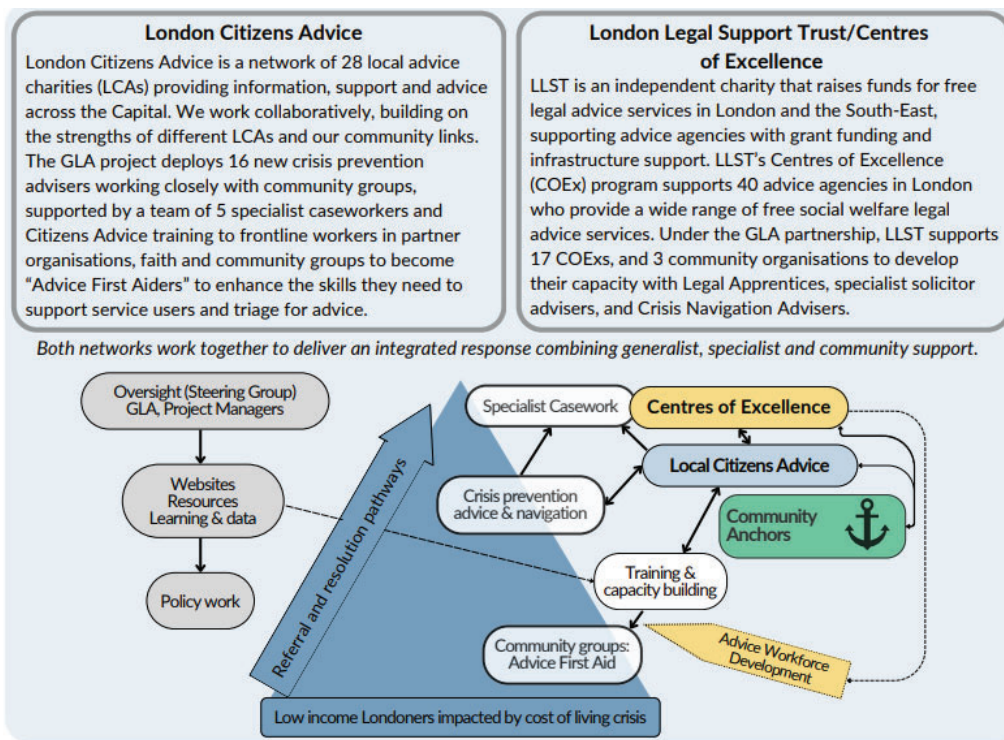 London Citizens Advice
London Citizens Advice is a network of 28 local advice
charities (LCAs) providing information, support and advice
across the Capital. We work collaboratively, building on
the strengths of different LCAs and our community links.
The GLA project deploys 16 new crisis prevention
advisers working closely with community groups,
supported by a team of 5 specialist caseworkers and
Citizens Advice training to frontline workers in partner
organisations, faith and community groups to become
“Advice First Aiders” to enhance the skills they need to
support service users and triage for advice.
London Legal Support Trust/Centres
of Excellence
LLST is an independent charity that raises funds for free
legal advice services in London and the South-East,
supporting advice agencies with grant funding and
infrastructure support. LLST’s Centres of Excellence
(COEx) program supports 40 advice agencies in London
who provide a wide range of free social welfare legal
advice services. Under the GLA partnership, LLST supports
17 COExs, and 3 community organisations to develop
their capacity with Legal Apprentices, specialist solicitor
advisers, and Crisis Navigation Advisers.
Both networks work together to deliver an integrated response combining generalist, specialist and community support.
Oversight (Steering Group)
GLA, Project Managers
Websites
Resources
Learning & data
Policy work
Referral and resolution pathways
Specialist Casework
Centres of Excellence
Local Citizens Advice
Crisis prevention
advice & navigation
Community
Anchors
Training &
capacity building
Community groups:
Advice First Aid
Advice Workforce
Development
Low income Londoners impacted by cost of living crisis